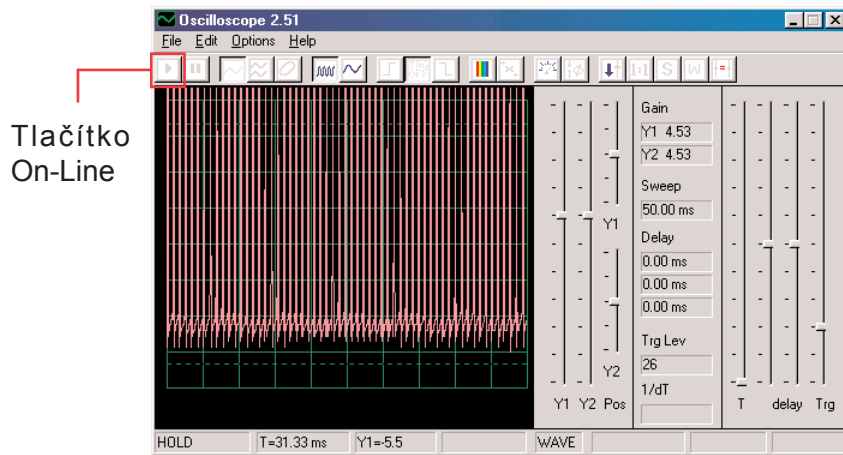 Oscilloscope 2.51
File Edit Options Help
1:1 S W
Tlačítko
On-Line
Gain
Y1 4.53
Y2 4.53
Sweep
50.00 ms
Delay
0.00 ms
0.00 ms
0.00 ms
Trg Lev
26
1/dT
Y1
Y2
Y1 Y2 Pos
T delay Trg
HOLD T=31.33 ms Y1=-5.5 WAVE